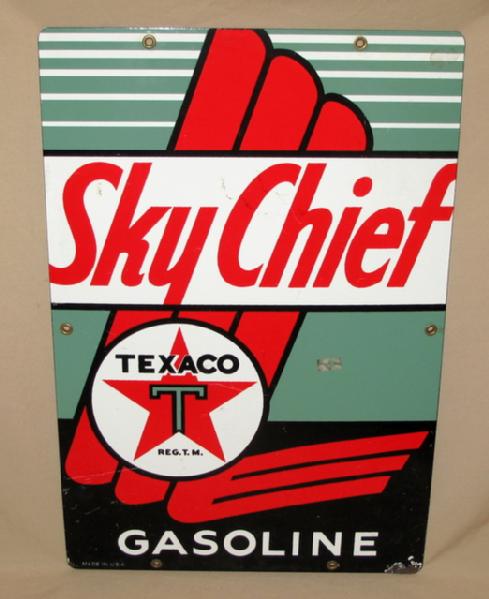 Sky Chief
TEXACO
T
REG. T. M.
GASOLINE
MADE IN U.S.A.